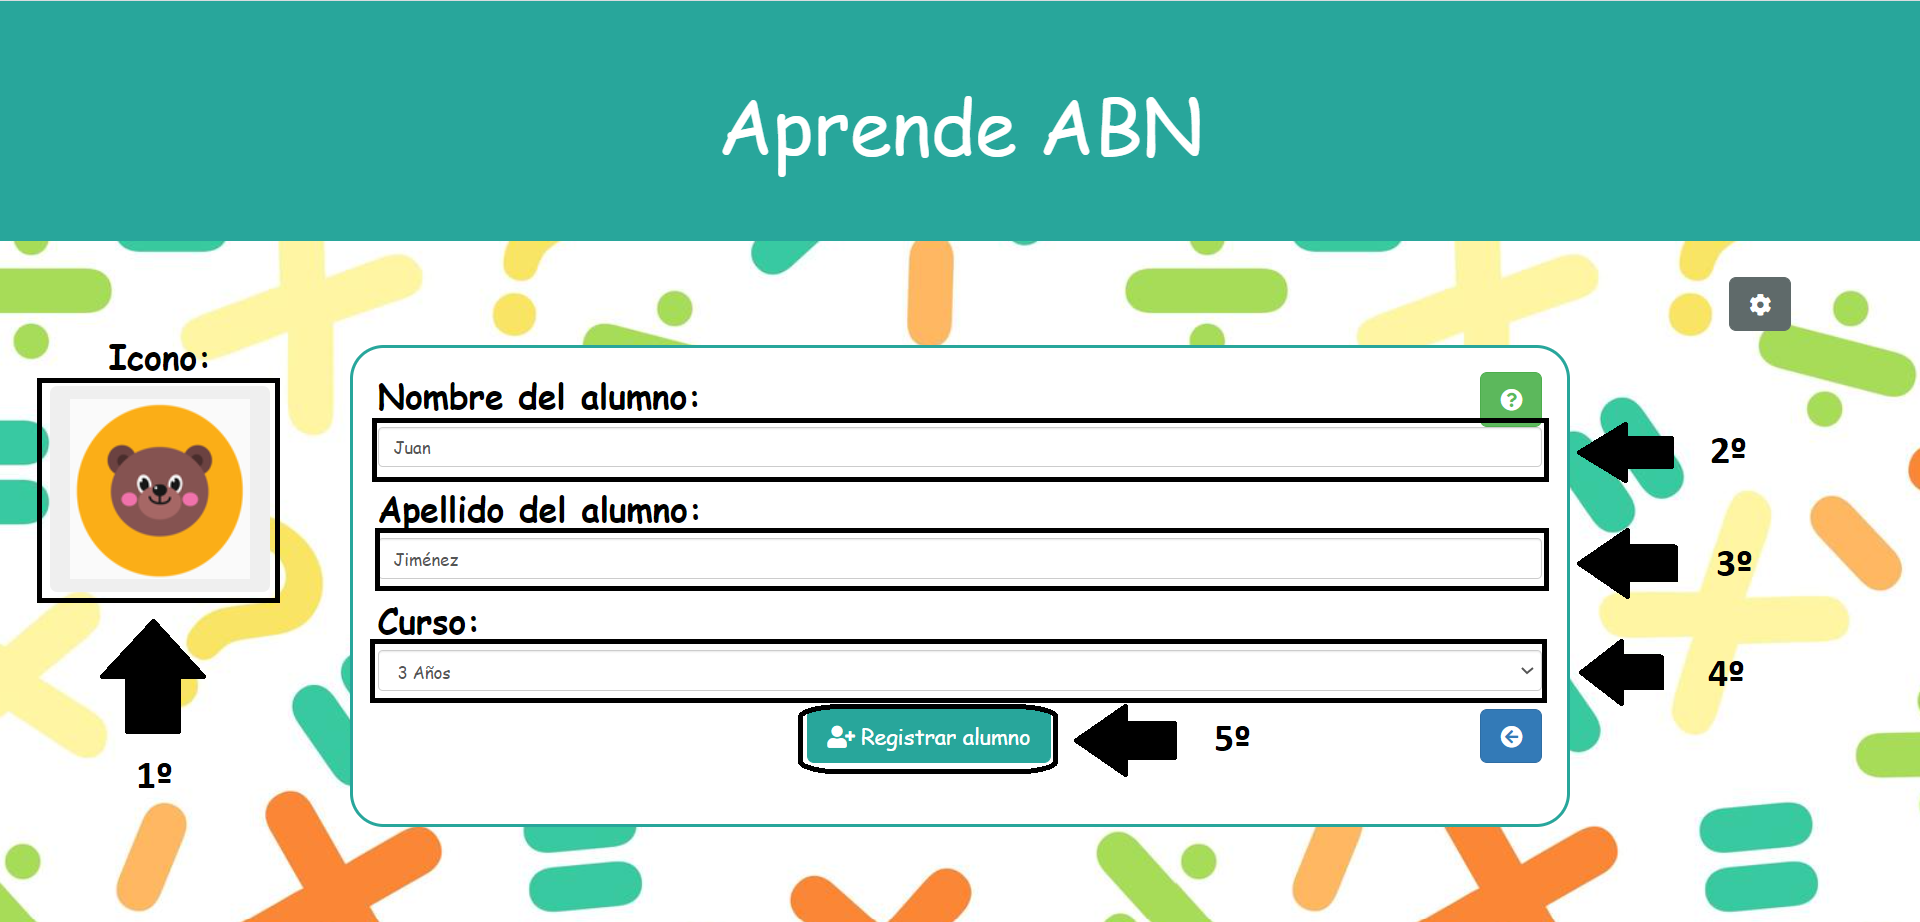 Aprende ABN
Icono:
1º
Nombre del alumno:
?
Juan
2º
Apellido del alumno:
Jiménez
3º
Curso:
3 Años
4º
Registrar alumno
5º